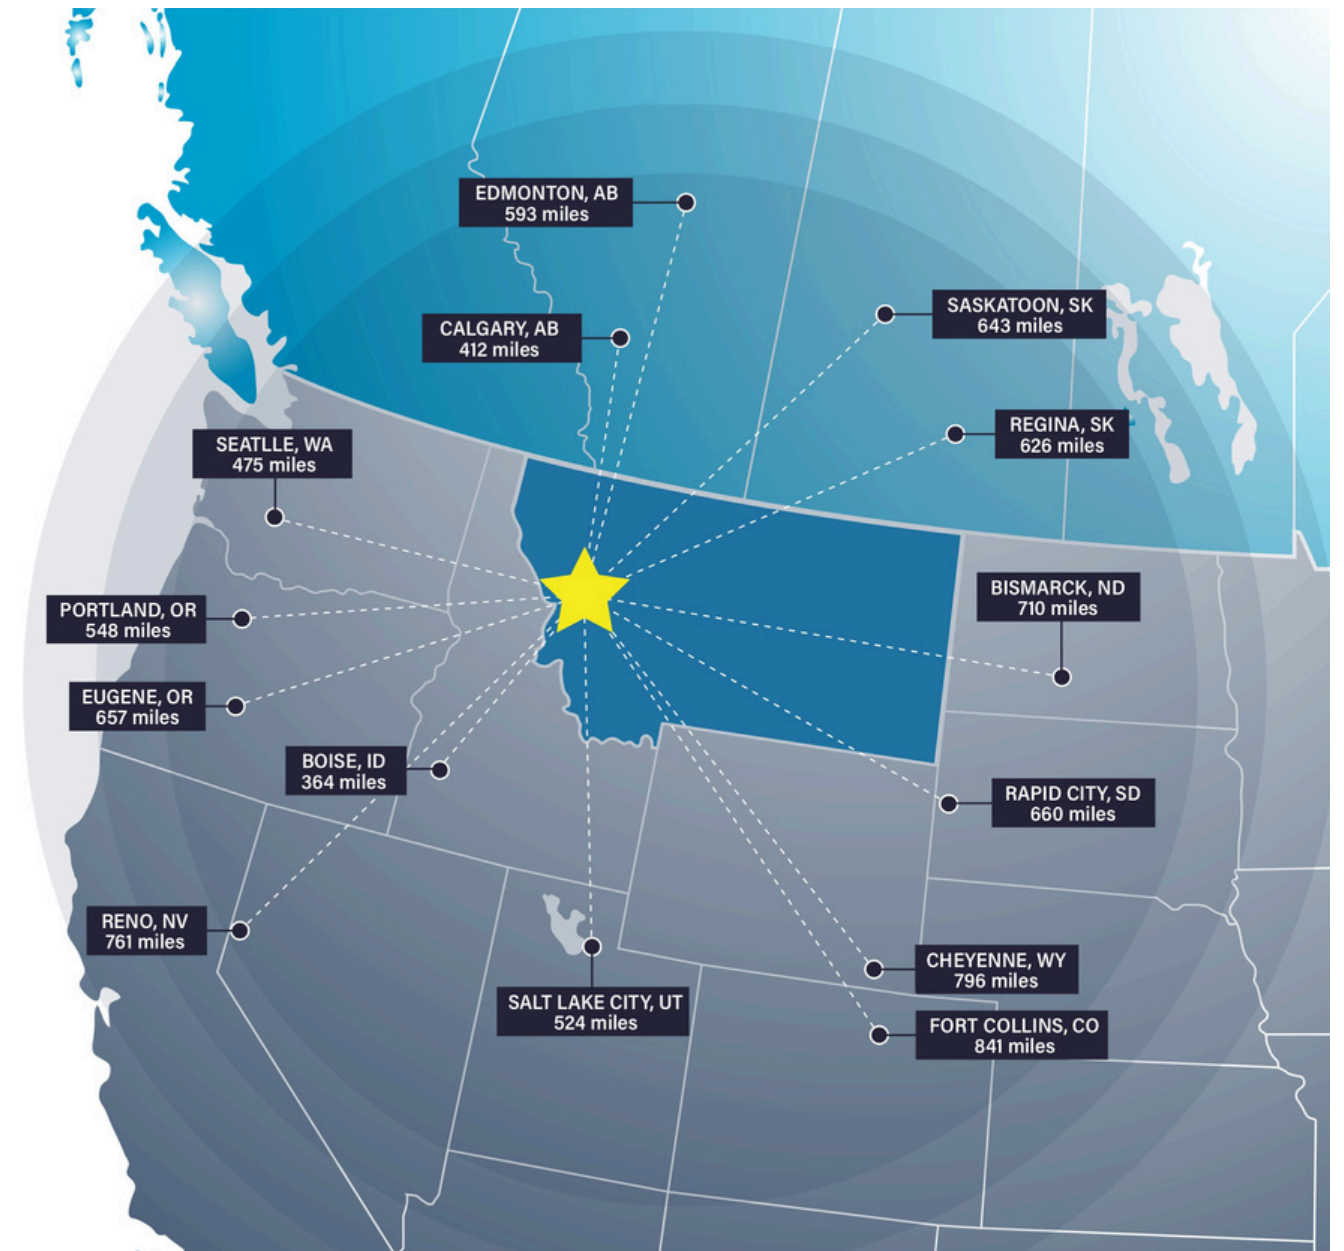 EDMONTON, AB
593 miles
CALGARY, AB
412 miles
SASKATOON, SK
643 miles
REGINA, SK
626 miles
SEATLLE, WA
475 miles
BISMARCK, ND
710 miles
PORTLAND, OR
548 miles
EUGENE, OR
657 miles
BOISE, ID
364 miles
RAPID CITY, SD
660 miles
RENO, NV
761 miles
CHEYENNE, WY
796 miles
SALT LAKE CITY, UT
524 miles
FORT COLLINS, CO
841 miles